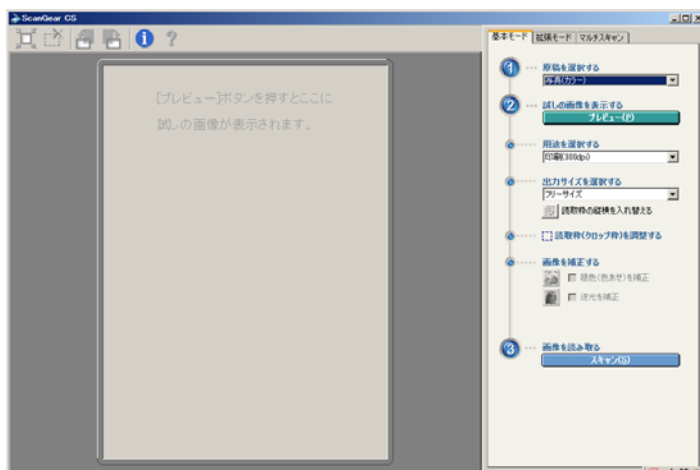 ScanGear CS
基本モード 拡張モード マルチスキャン
[プレビュー]ボタンを押すとここに
試しの画像が表示されます。
1 原稿を選択する
写真(カラー)
2 試しの画像を表示する
プレビュー(P)
用途を選択する
印刷(300dpi)
出力サイズを選択する
フリーサイズ
読取枠の縦横を入れ替える
読取枠(クロップ枠)を調整する
画像を補正する
褪色(色あせ)を補正
逆光を補正
3 画像を読み取る
スキャン(S)